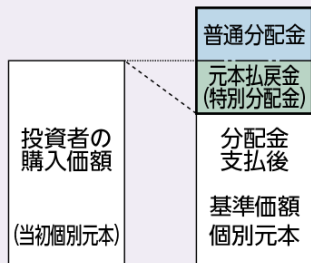 普通分配金
元本払戻金
(特別分配金)
投資者の
購入価額
(当初個別元本)
分配金
支払後
基準価額
個別元本